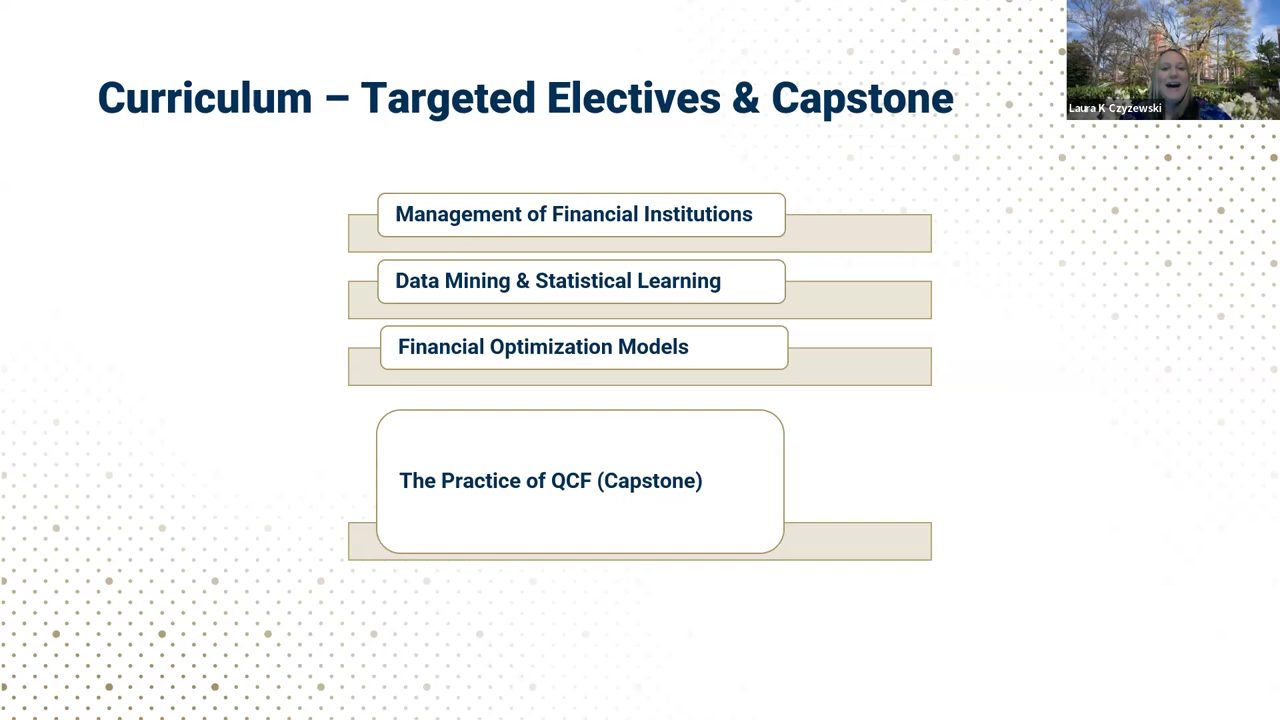 Curriculum – Targeted Electives & Capstone
Laura K Czyzewski
Management of Financial Institutions
Data Mining & Statistical Learning
Financial Optimization Models
The Practice of QCF (Capstone)